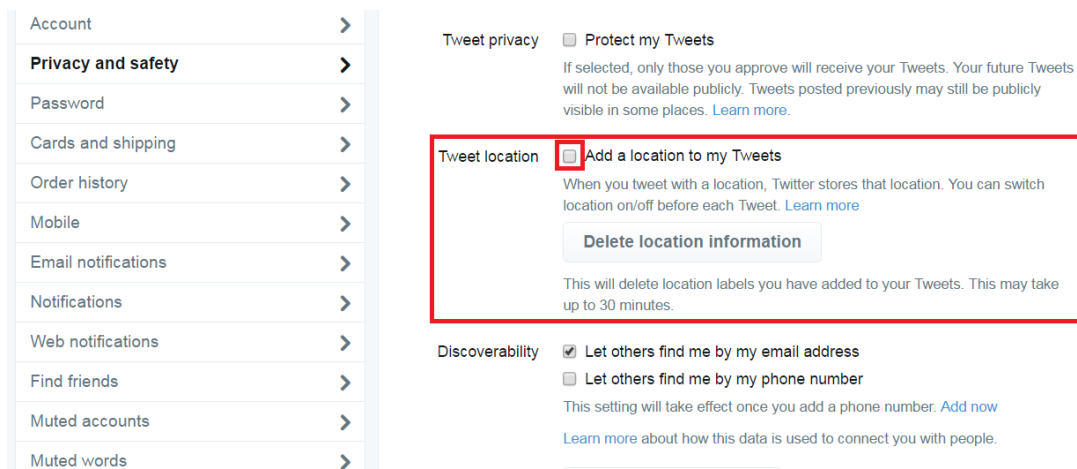 Account
Privacy and safety
Password
Cards and shipping
Order history
Mobile
Email notifications
Notifications
Web notifications
Find friends
Muted accounts
Muted words
Tweet privacy
Protect my Tweets
If selected, only those you approve will receive your Tweets. Your future Tweets
will not be available publicly. Tweets posted previously may still be publicly
visible in some places. Learn more.
Tweet location
Add a location to my Tweets
When you tweet with a location, Twitter stores that location. You can switch
location on/off before each Tweet. Learn more
Delete location information
This will delete location labels you have added to your Tweets. This may take
up to 30 minutes.
Discoverability
Let others find me by my email address
Let others find me by my phone number
This setting will take effect once you add a phone number. Add now
Learn more about how this data is used to connect you with people.